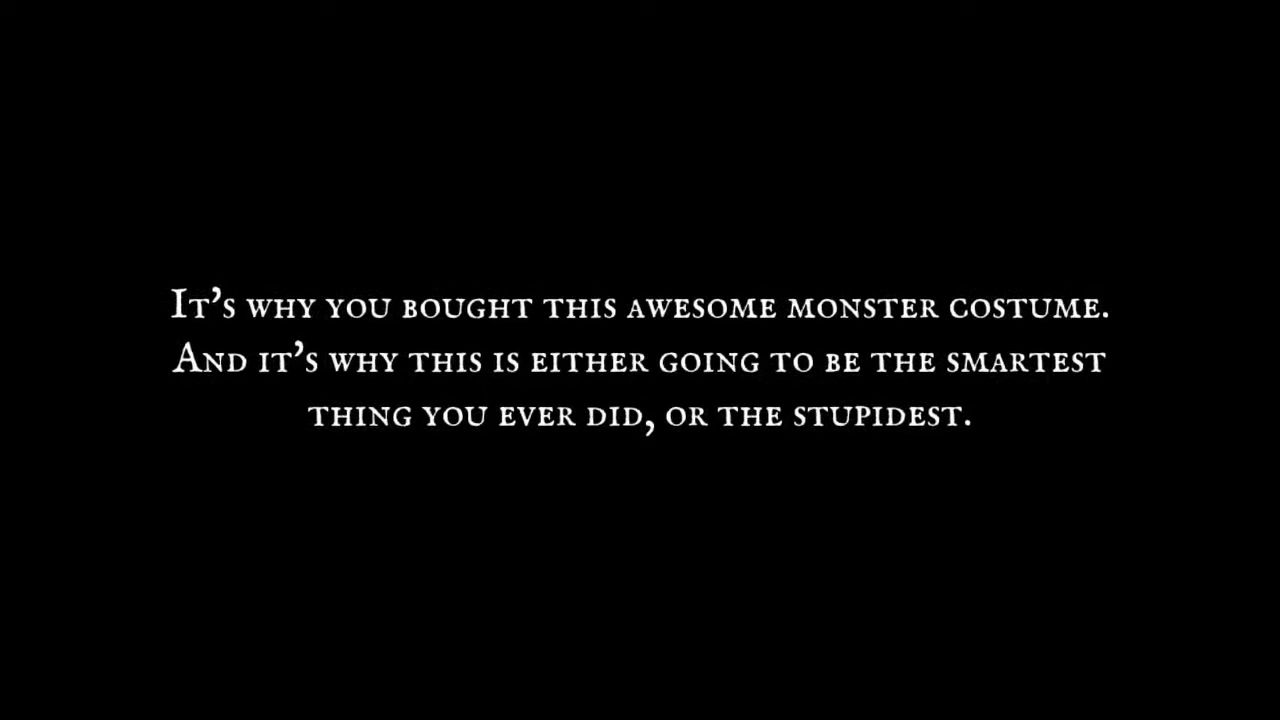 It's why you bought this awesome monster costume.
And it's why this is either going to be the smartest
thing you ever did, or the stupidest.